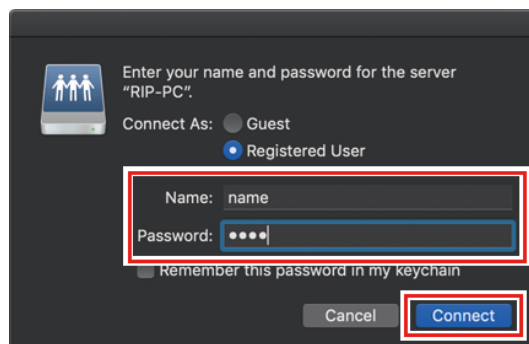 Enter your name and password for the server
“RIP-PC”.
Connect As: Guest
Registered User
Name: name
Password: ••••
Remember this password in my keychain
Cancel Connect